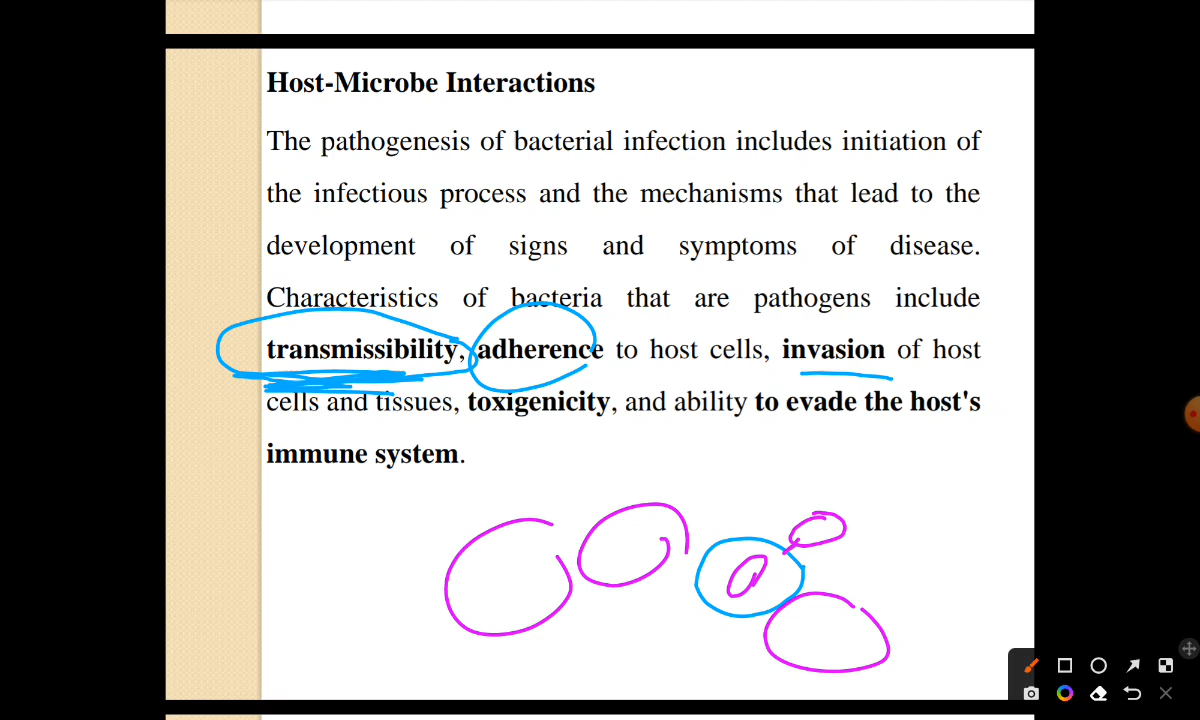 Host-Microbe Interactions
The pathogenesis of bacterial infection includes initiation of
the infectious process and the mechanisms that lead to the
development of signs and symptoms of disease.
Characteristics of bacteria that are pathogens include
transmissibility, adherence to host cells, invasion of host
cells and tissues, toxigenicity, and ability to evade the host's
immune system.